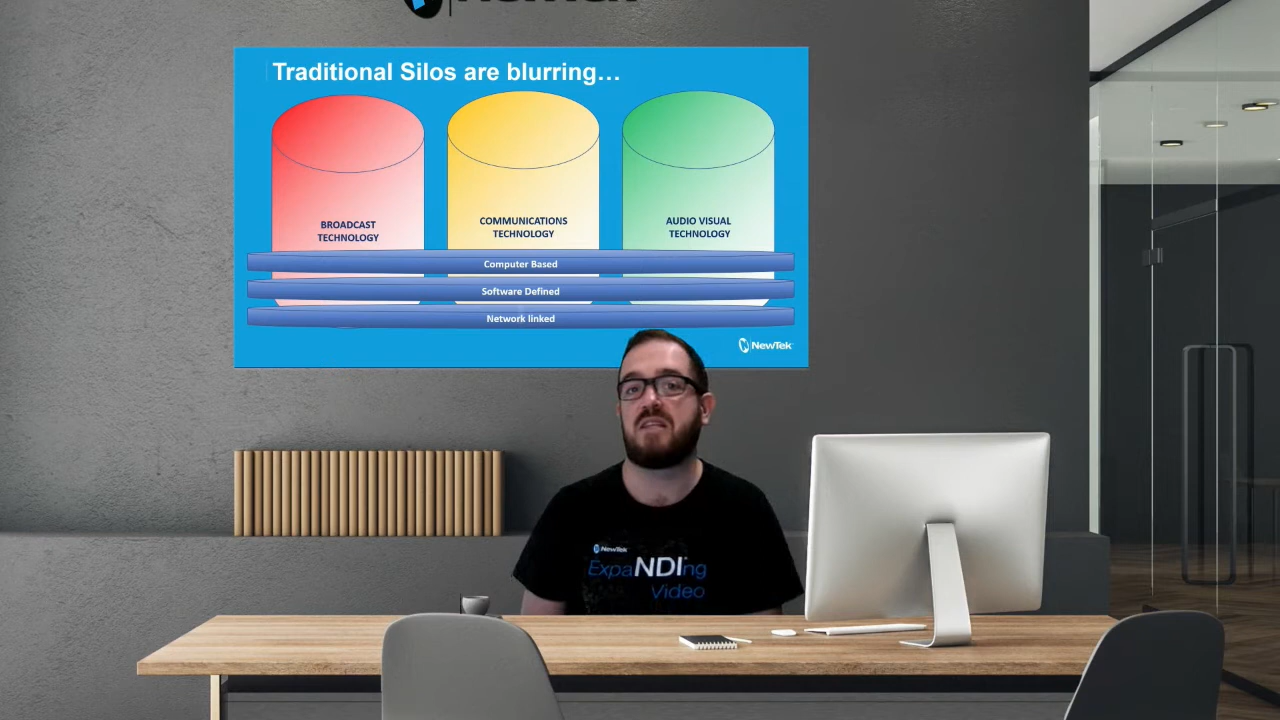 Traditional Silos are blurring…
BROADCAST
TECHNOLOGY
COMMUNICATIONS
TECHNOLOGY
AUDIO VISUAL
TECHNOLOGY
Computer Based
Software Defined
Network linked
NewTek
NewTek
ExpaNDIng
Video